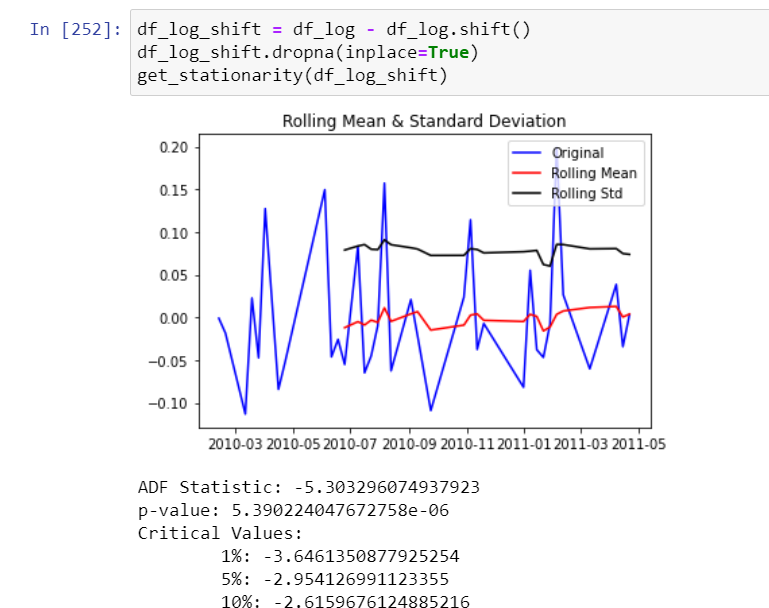 In [252]: df_log_shift = df_log - df_log.shift()
df_log_shift.dropna(inplace=True)
get_stationarity(df_log_shift)
Rolling Mean & Standard Deviation
0.20
0.15
0.10
0.05
0.00
−0.05
−0.10
Original
Rolling Mean
Rolling Std
2010-03 2010-05 2010-07 2010-09 2010-11 2011-01 2011-03 2011-05
ADF Statistic: -5.303296074937923
p-value: 5.390224047672758e-06
Critical Values:
1%: -3.6461350877925254
5%: -2.954126991123355
10%: -2.6159676124885216